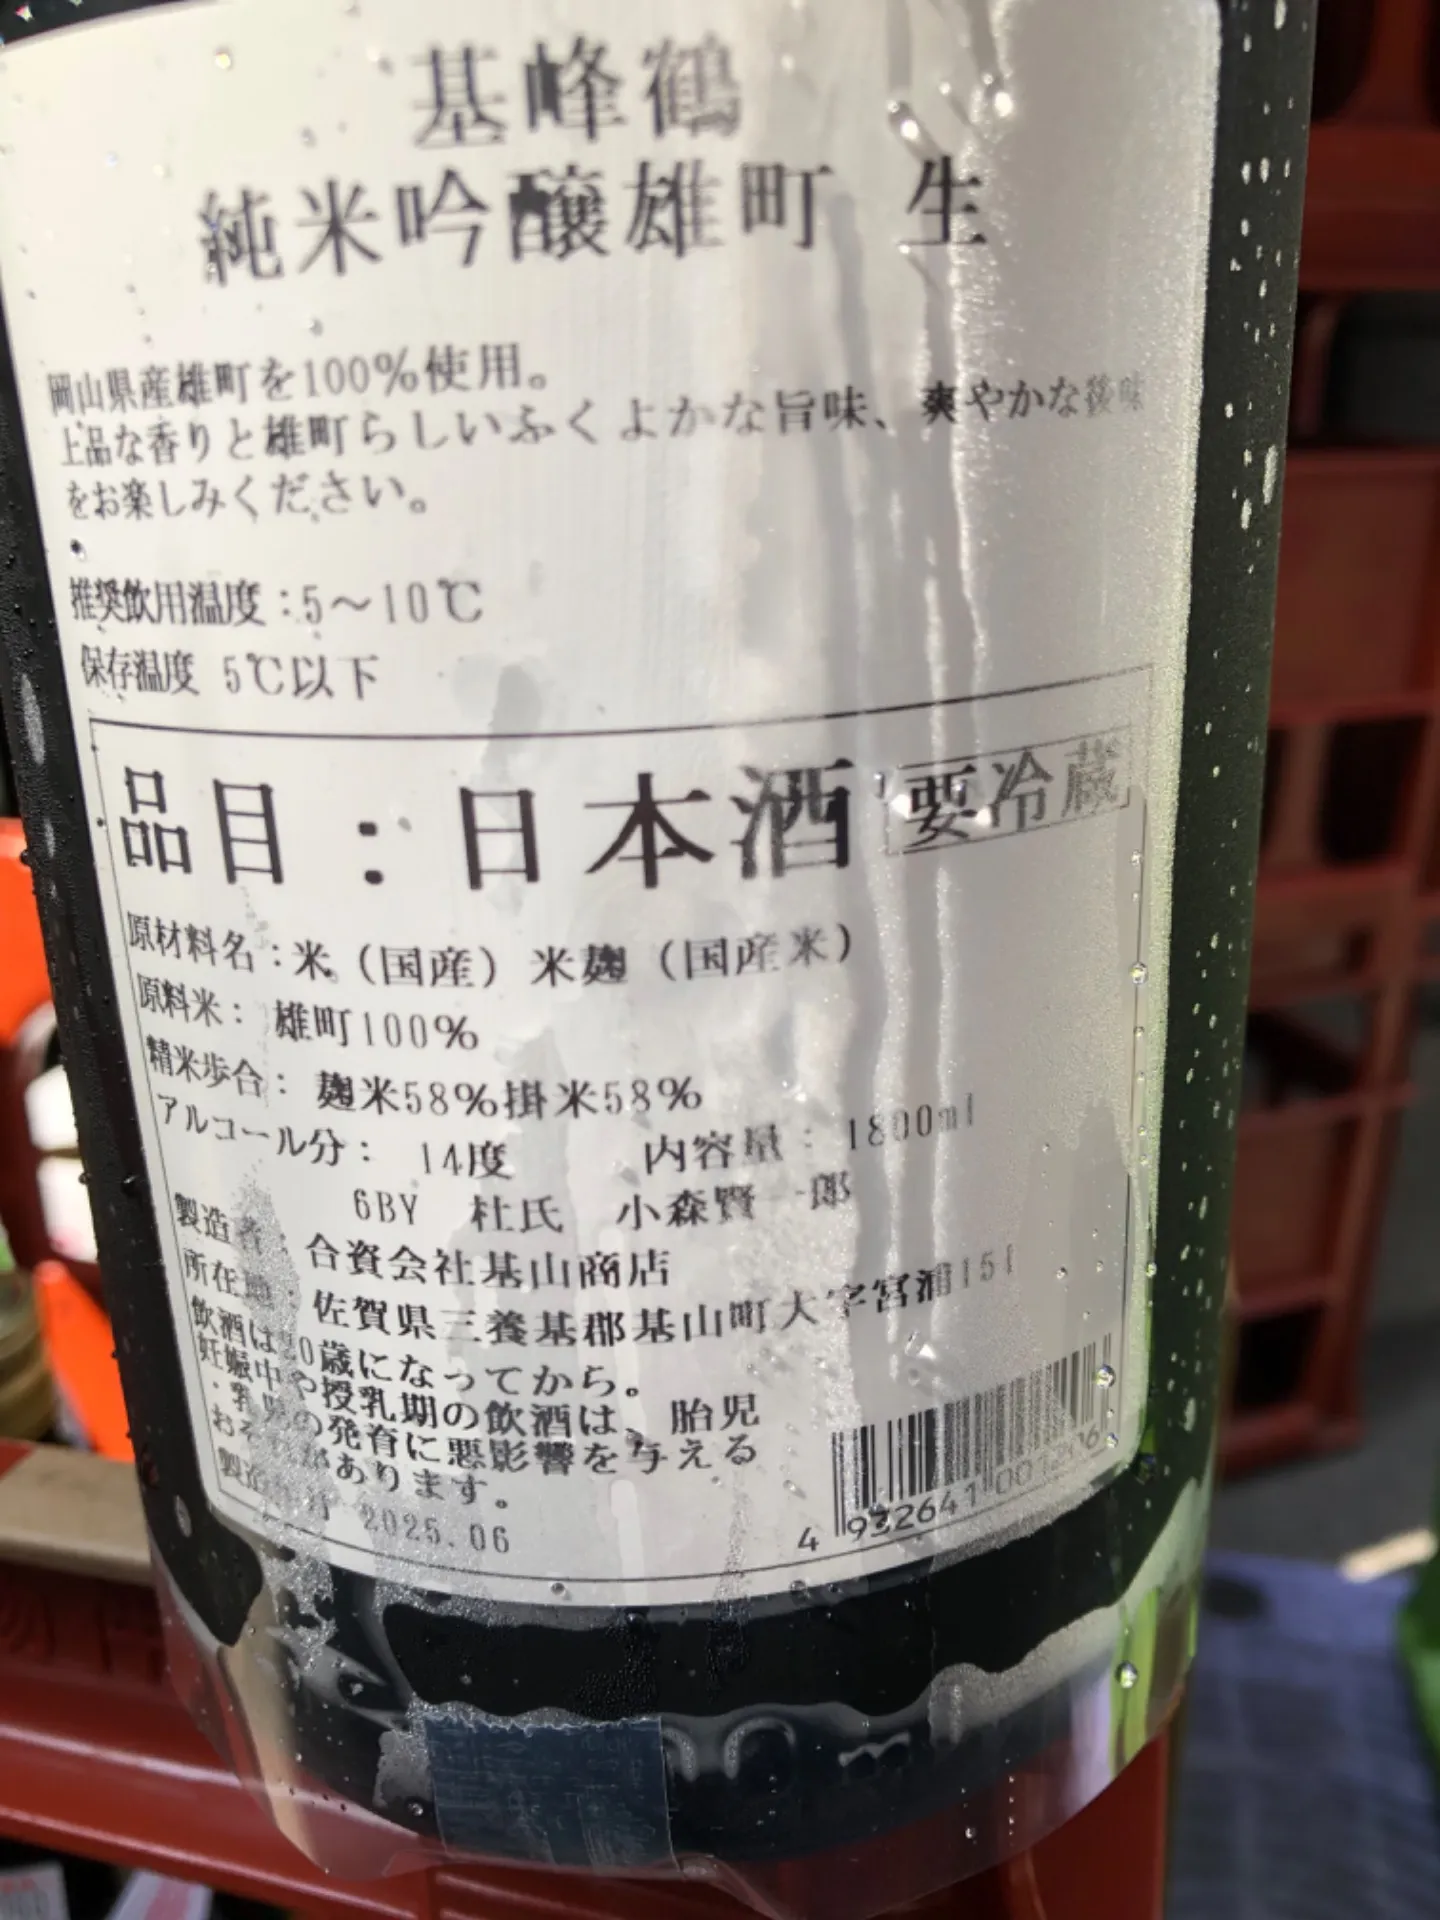 基峰鶴
純米吟醸雄町 生
岡山県産雄町を100%使用。
上品な香りと雄町らしいふくよかな旨味、爽やかな後味
をお楽しみください。
推奨飲用温度：5～10℃
保存温度 5℃以下
品目：日本酒 要冷蔵
原材料名：米（国産）米麹（国産米）
原料米： 雄町100%
精米歩合： 麹米58%掛米58%
アルコール分： 14度 内容量： 1800ml
6BY 杜氏 小森賢一郎
製造者 合資会社基山商店
所在地 佐賀県三養基郡基山町大字宮浦151
飲酒は20歳になってから。
妊娠中や授乳期の飲酒は、胎児
・乳児の発育に悪影響を与える
おそれがあります。
製造年月 2025.06
4 932641 001206